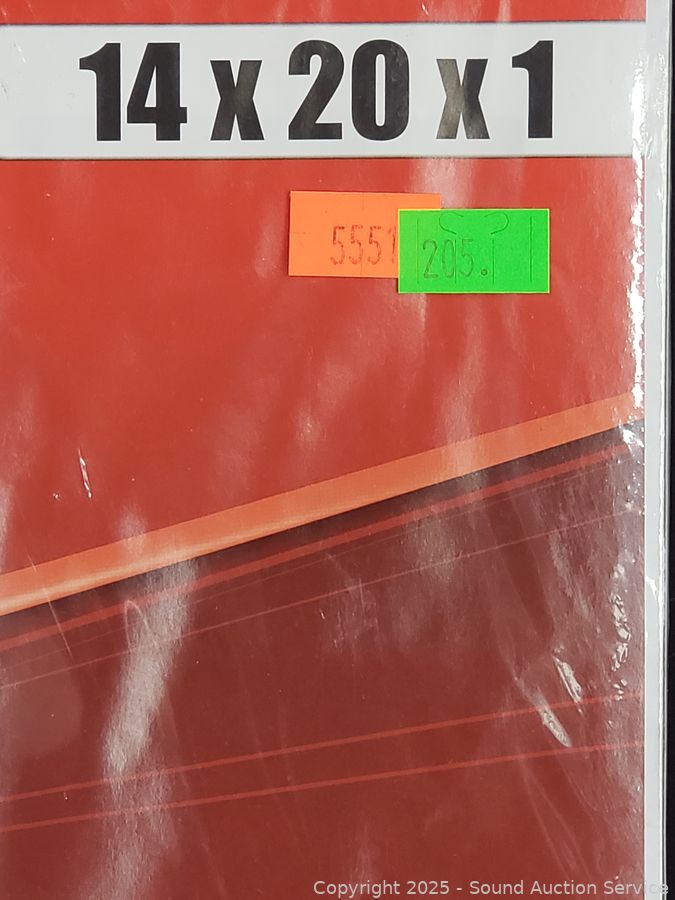 14 x 20 x 1
5551
205.
Copyright 2025 - Sound Auction Service